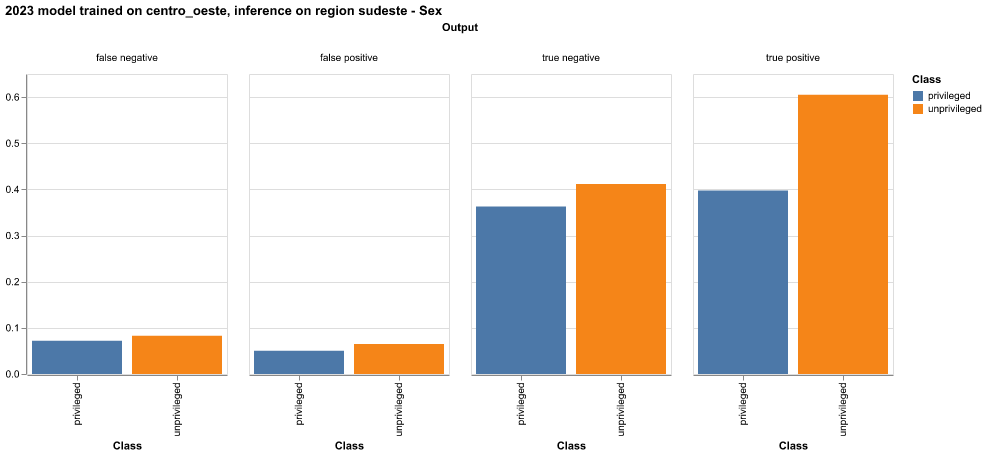 2023 model trained on centro_oeste, inference on region sudeste - Sex
Output
false negative
false positive
true negative
true positive
0.6
0.5
0.4
0.3
0.2
0.1
0.0
privileged
unprivileged
privileged
unprivileged
privileged
unprivileged
privileged
unprivileged
Class
Class
Class
Class
Class
privileged
unprivileged